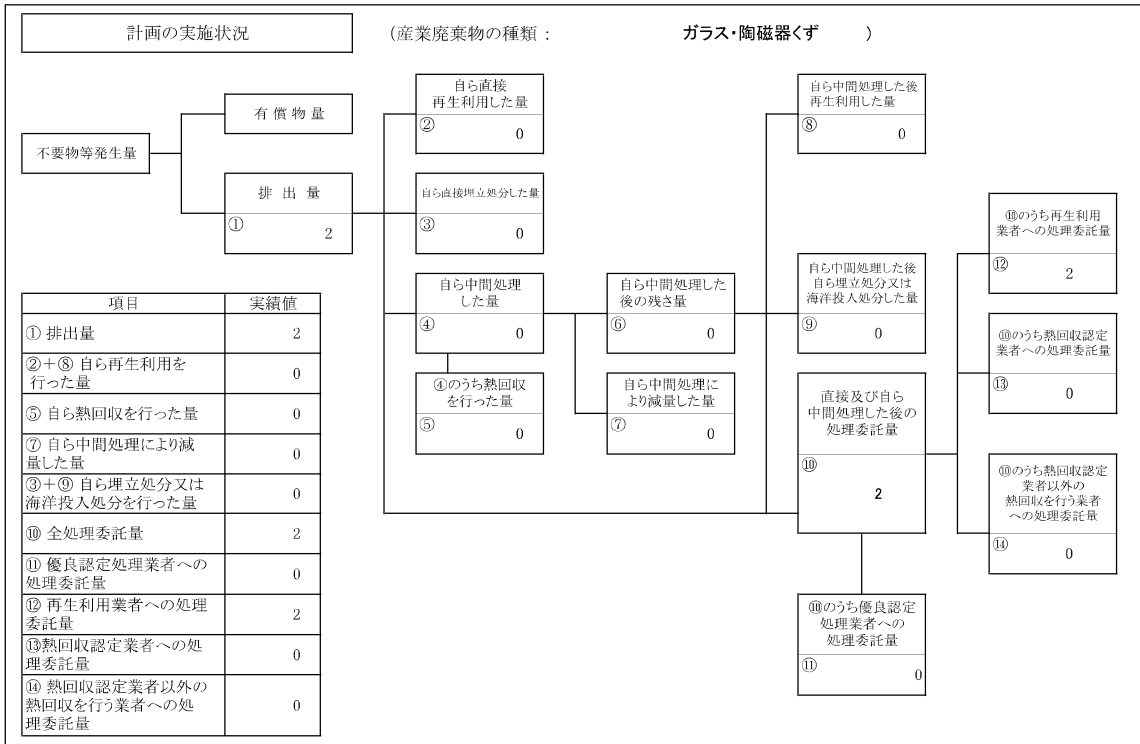 計画の実施状況
（産業廃棄物の種類： ガラス・陶磁器くず ）
不要物等発生量
有償物量
排出量
①
2
自ら直接
再生利用した量
②
0
自ら直接埋立処分した量
③
0
自ら中間処理
した量
④
0
④のうち熱回収
を行った量
⑤
0
自ら中間処理した
後の残さ量
⑥
0
自ら中間処理に
より減量した量
⑦
0
自ら中間処理した後
再生利用した量
⑧
0
自ら中間処理した後
自ら埋立処分又は
海洋投入処分した量
⑨
0
直接及び自ら
中間処理した後の
処理委託量
⑩
2
⑩のうち優良認定
処理業者への
処理委託量
⑪
0
⑩のうち再生利用
業者への処理委託量
⑫
2
⑩のうち熱回収認定
業者への処理委託量
⑬
0
⑩のうち熱回収認定
業者以外の
熱回収を行う業者
への処理委託量
⑭
0
項目 実績値
① 排出量 2
②＋⑧ 自ら再生利用を
行った量 0
⑤ 自ら熱回収を行った量 0
⑦ 自ら中間処理により減
量した量 0
③＋⑨ 自ら埋立処分又は
海洋投入処分を行った量 0
⑩ 全処理委託量 2
⑪ 優良認定処理業者への
処理委託量 0
⑫ 再生利用業者への処理
委託量 2
⑬熱回収認定業者への処
理委託量 0
⑭ 熱回収認定業者以外の
熱回収を行う業者への処
理委託量 0